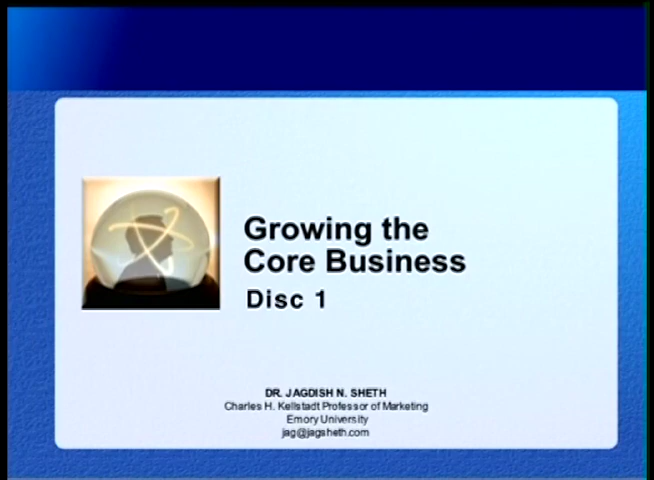 Growing the
Core Business
Disc 1
DR. JAGDISH N. SHETH
Charles H. Kellstadt Professor of Marketing
Emory University
jag@jagsheth.com